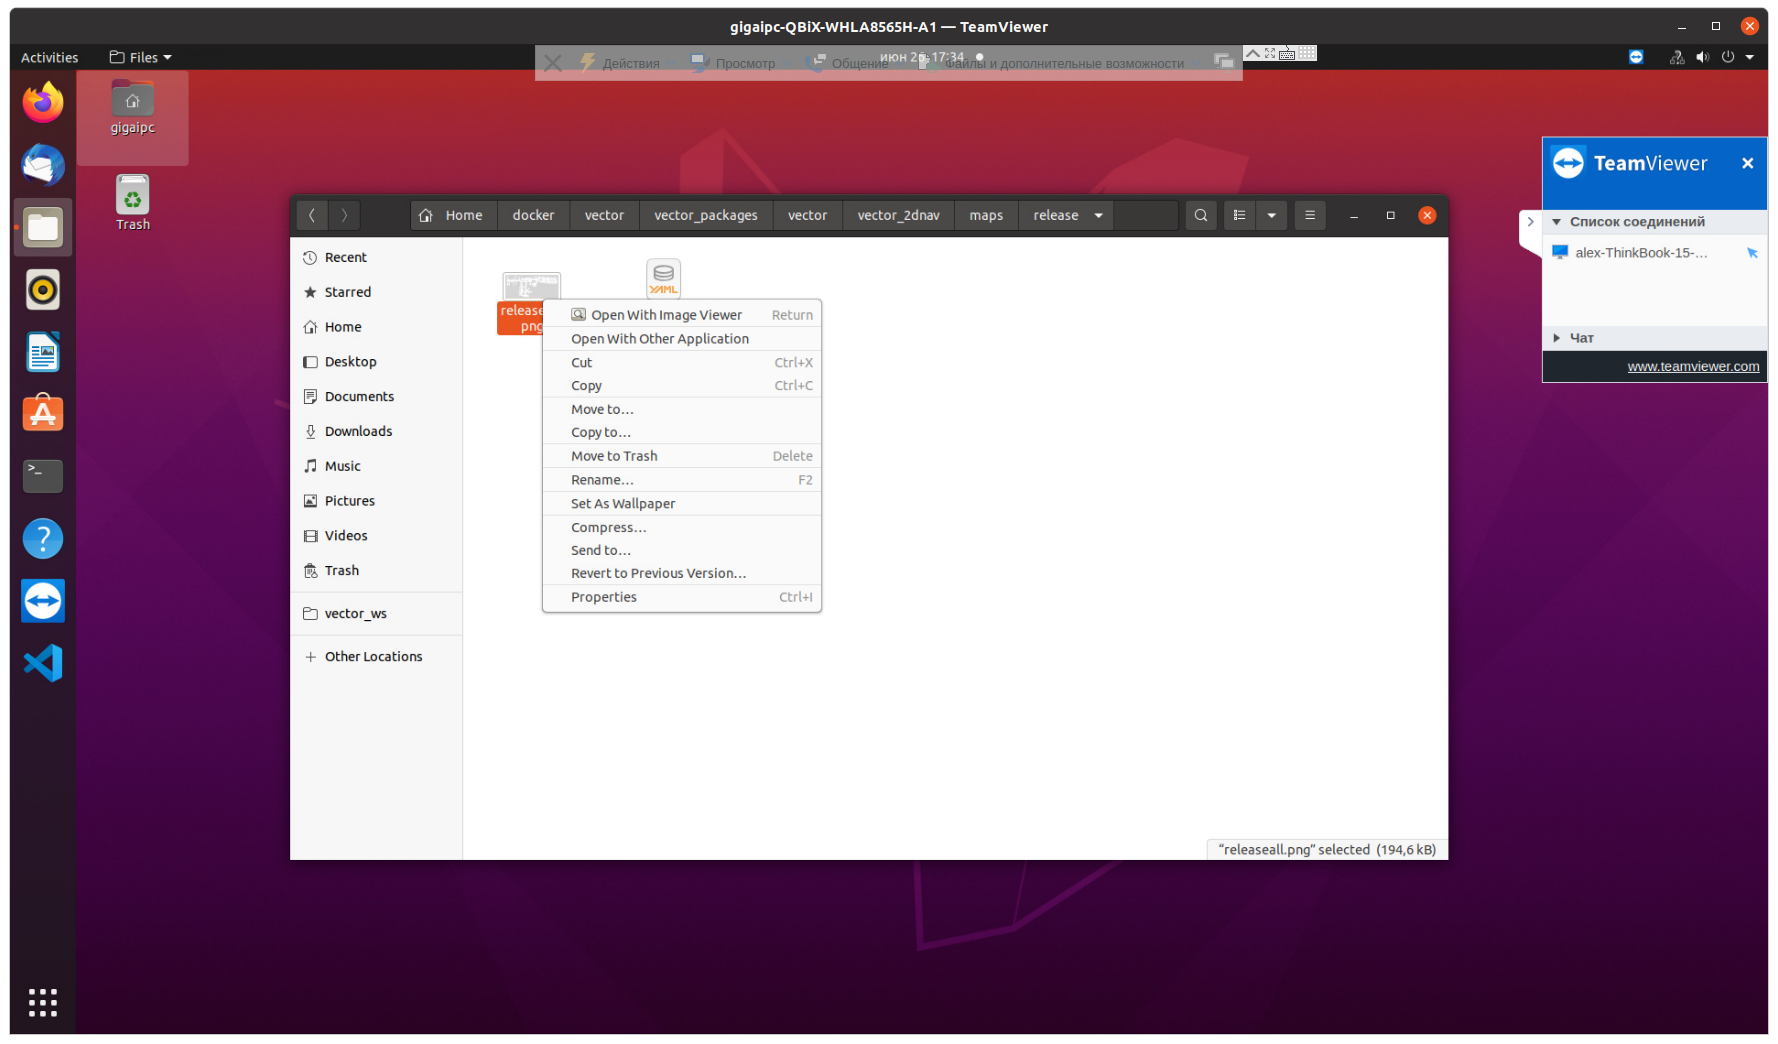 gigaipc-QBiX-WHLA8565H-A1 — TeamViewer
Activities
Files
Действия
Просмотр
Общение
июн 26 17:34
Файлы и дополнительные возможности
gigaipc
Trash
TeamViewer
Список соединений
alex-ThinkBook-15-...
Чат
www.teamviewer.com
Home
docker
vector
vector_packages
vector
vector_2dnav
maps
release
Recent
Starred
Home
Desktop
Documents
Downloads
Music
Pictures
Videos
Trash
vector_ws
Other Locations
YAML
release
png
Open With Image Viewer Return
Open With Other Application
Cut Ctrl+X
Copy Ctrl+C
Move to…
Copy to…
Move to Trash Delete
Rename… F2
Set As Wallpaper
Compress…
Send to…
Revert to Previous Version…
Properties Ctrl+I
“releaseall.png” selected (194,6 kB)